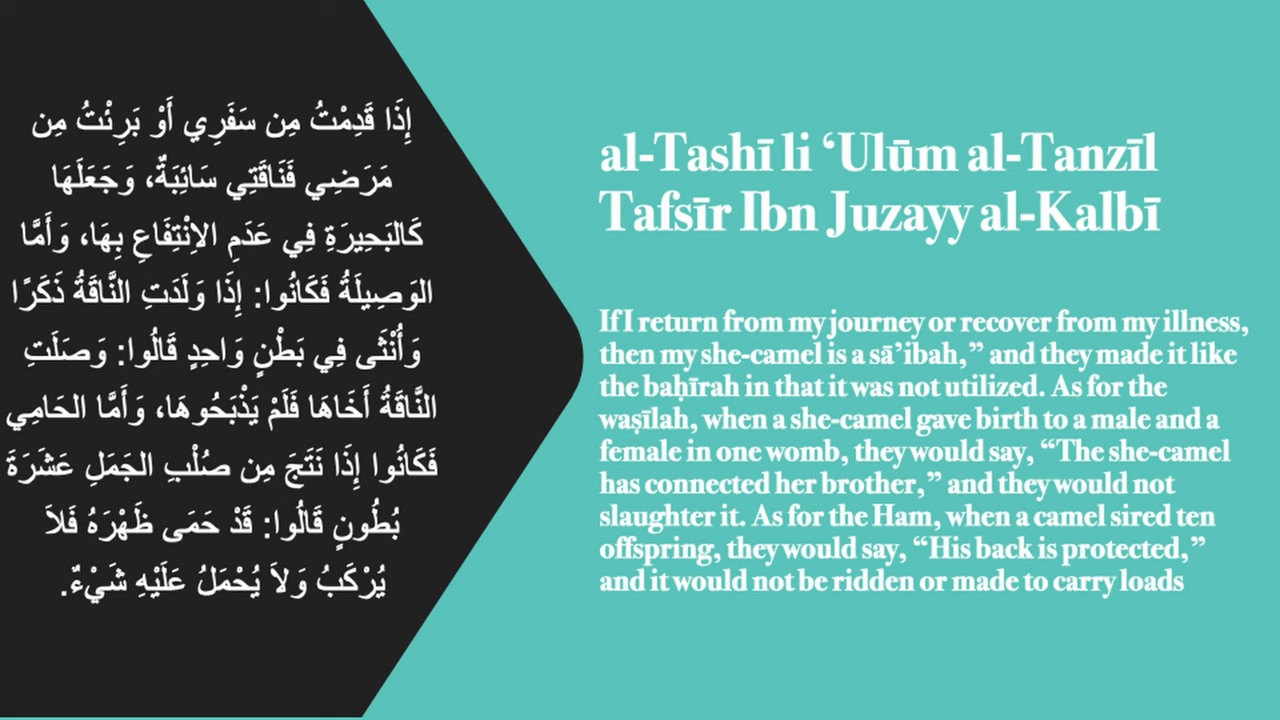 إِذَا قَدِمْتُ مِن سَفَرِي أَوْ بَرِئْتُ مِن
مَرَضِي فَنَاقَتِي سَائِبَةٌ، وَجَعَلَهَا
كَالبَحِيرَةِ فِي عَدَمِ الاِنْتِفَاعِ بِهَا، وَأَمَّا
الوَصِيلَةُ فَكَانُوا: إِذَا وَلَدَتِ النَّاقَةُ ذَكَرًا
وَأُنْثَى فِي بَطْنٍ وَاحِدٍ قَالُوا: وَصَلَتِ
النَّاقَةُ أَخَاهَا فَلَمْ يَذْبَحُوهَا، وَأَمَّا الحَامِي
فَكَانُوا إِذَا نَتَجَ مِن صُلْبِ الجَمَلِ عَشَرَةَ
بُطُونٍ قَالُوا: قَدْ حَمَى ظَهْرَهُ فَلاَ
يُرْكَبُ وَلاَ يُحْمَلُ عَلَيْهِ شَيْءٌ.
al-Tashī li ‘Ulūm al-Tanzīl
Tafsīr Ibn Juzayy al-Kalbī
If I return from my journey or recover from my illness,
then my she-camel is a sā’ibah,” and they made it like
the baḥīrah in that it was not utilized. As for the
waṣīlah, when a she-camel gave birth to a male and a
female in one womb, they would say, “The she-camel
has connected her brother,” and they would not
slaughter it. As for the Ham, when a camel sired ten
offspring, they would say, “His back is protected,”
and it would not be ridden or made to carry loads